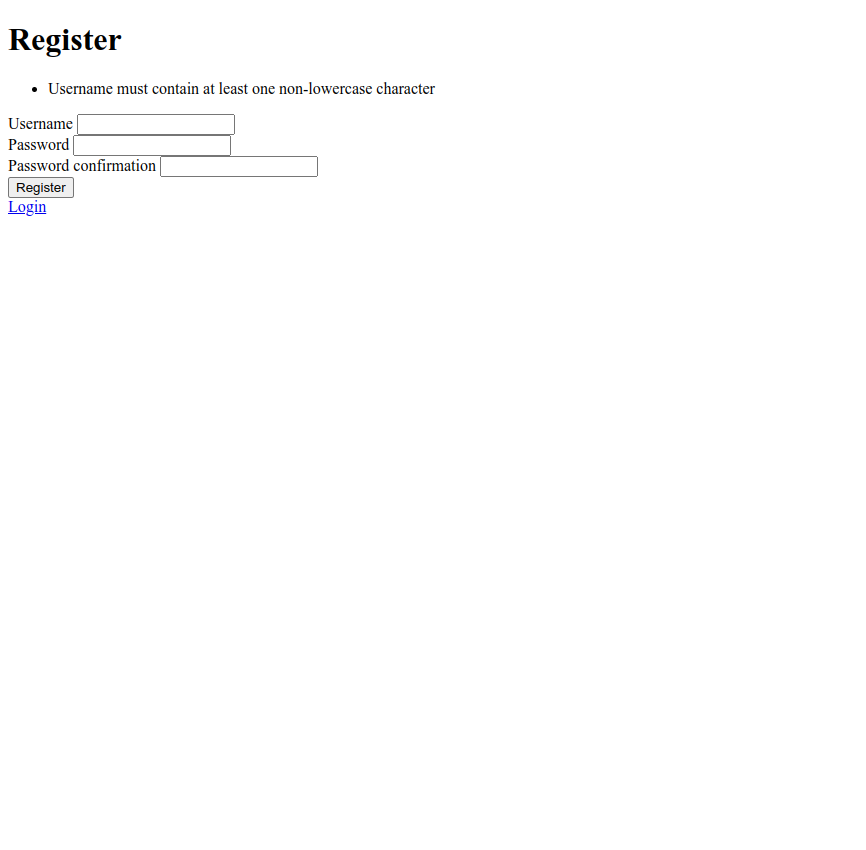 Register
Username must contain at least one non-lowercase character
Username
Password
Password confirmation
Register
Login